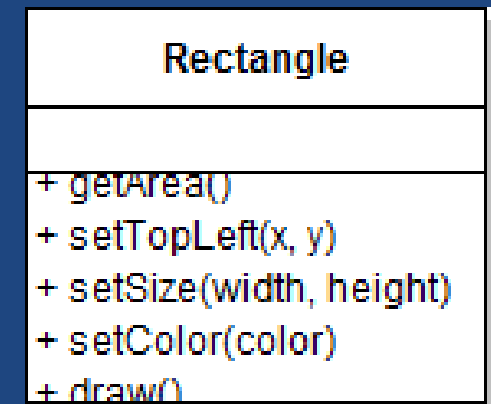 Rectangle
+ getArea()
+ setTopLeft(x, y)
+ setSize(width, height)
+ setColor(color)
+ draw()